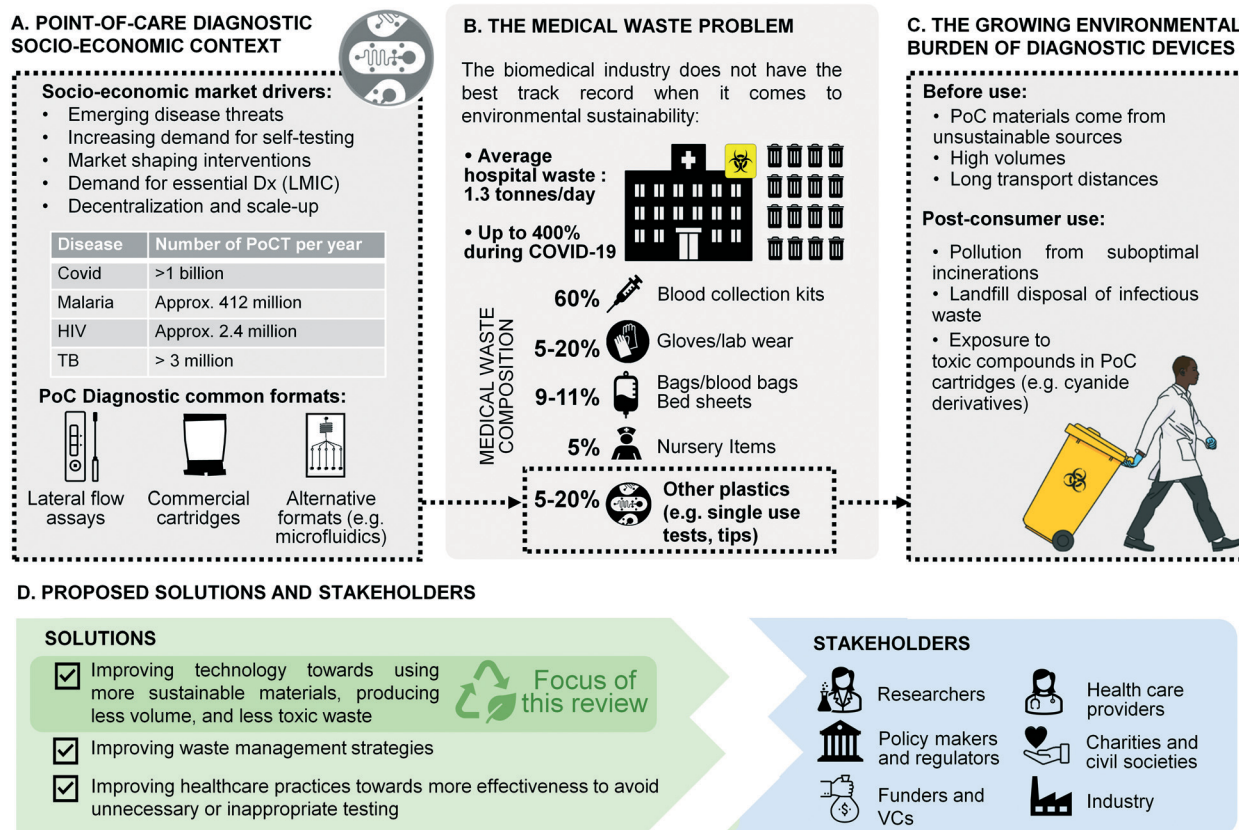 A. POINT-OF-CARE DIAGNOSTIC
SOCIO-ECONOMIC CONTEXT
Socio-economic market drivers:
• Emerging disease threats
• Increasing demand for self-testing
• Market shaping interventions
• Demand for essential Dx (LMIC)
• Decentralization and scale-up
Disease Number of PoCT per year
Covid >1 billion
Malaria Approx. 412 million
HIV Approx. 2.4 million
TB > 3 million
PoC Diagnostic common formats:
Lateral flow
assays
Commercial
cartridges
Alternative
formats (e.g.
microfluidics)
B. THE MEDICAL WASTE PROBLEM
The biomedical industry does not have the
best track record when it comes to
environmental sustainability:
• Average
hospital waste :
1.3 tonnes/day
• Up to 400%
during COVID-19
MEDICAL WASTE
COMPOSITION
60% Blood collection kits
5-20% Gloves/lab wear
9-11% Bags/blood bags
Bed sheets
5% Nursery Items
5-20% Other plastics
(e.g. single use
tests, tips)
C. THE GROWING ENVIRONMENTAL
BURDEN OF DIAGNOSTIC DEVICES
Before use:
• PoC materials come from
unsustainable sources
• High volumes
• Long transport distances
Post-consumer use:
• Pollution from suboptimal
incinerations
• Landfill disposal of infectious
waste
• Exposure to
toxic compounds in PoC
cartridges (e.g. cyanide
derivatives)
D. PROPOSED SOLUTIONS AND STAKEHOLDERS
SOLUTIONS
Improving technology towards using
more sustainable materials, producing
less volume, and less toxic waste
Focus of
this review
Improving waste management strategies
Improving healthcare practices towards more effectiveness to avoid
unnecessary or inappropriate testing
STAKEHOLDERS
Researchers
Health care
providers
Policy makers
and regulators
Charities and
civil societies
$
Funders and
VCs
Industry